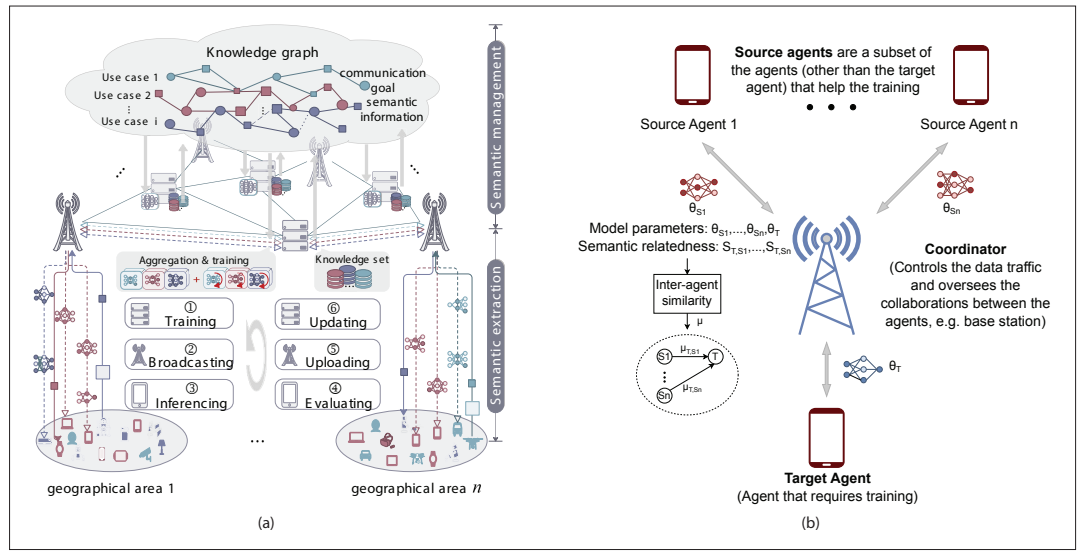 Knowledge graph
Use case 1
Use case 2
⋮
Use case i
communication
goal
semantic
information
Semantic management
...
...
Aggregation & training
+
Knowledge set
① Training
② Broadcasting
③ Inferencing
⑥ Updating
⑤ Uploading
④ Evaluating
Semantic extraction
...
geographical area 1
geographical area n
(a)
Source agents are a subset of
the agents (other than the target
agent) that help the training
• • •
Source Agent 1
Source Agent n
θS1
θSn
Model parameters: θS1,...,θSn,θT
Semantic relatedness: ST,S1,...,ST,Sn
Inter-agent
similarity
μ
S1
μT,S1
T
⋮
Sn
μT,Sn
Coordinator
(Controls the data traffic
and oversees the
collaborations between the
agents, e.g. base station)
θT
Target Agent
(Agent that requires training)
(b)